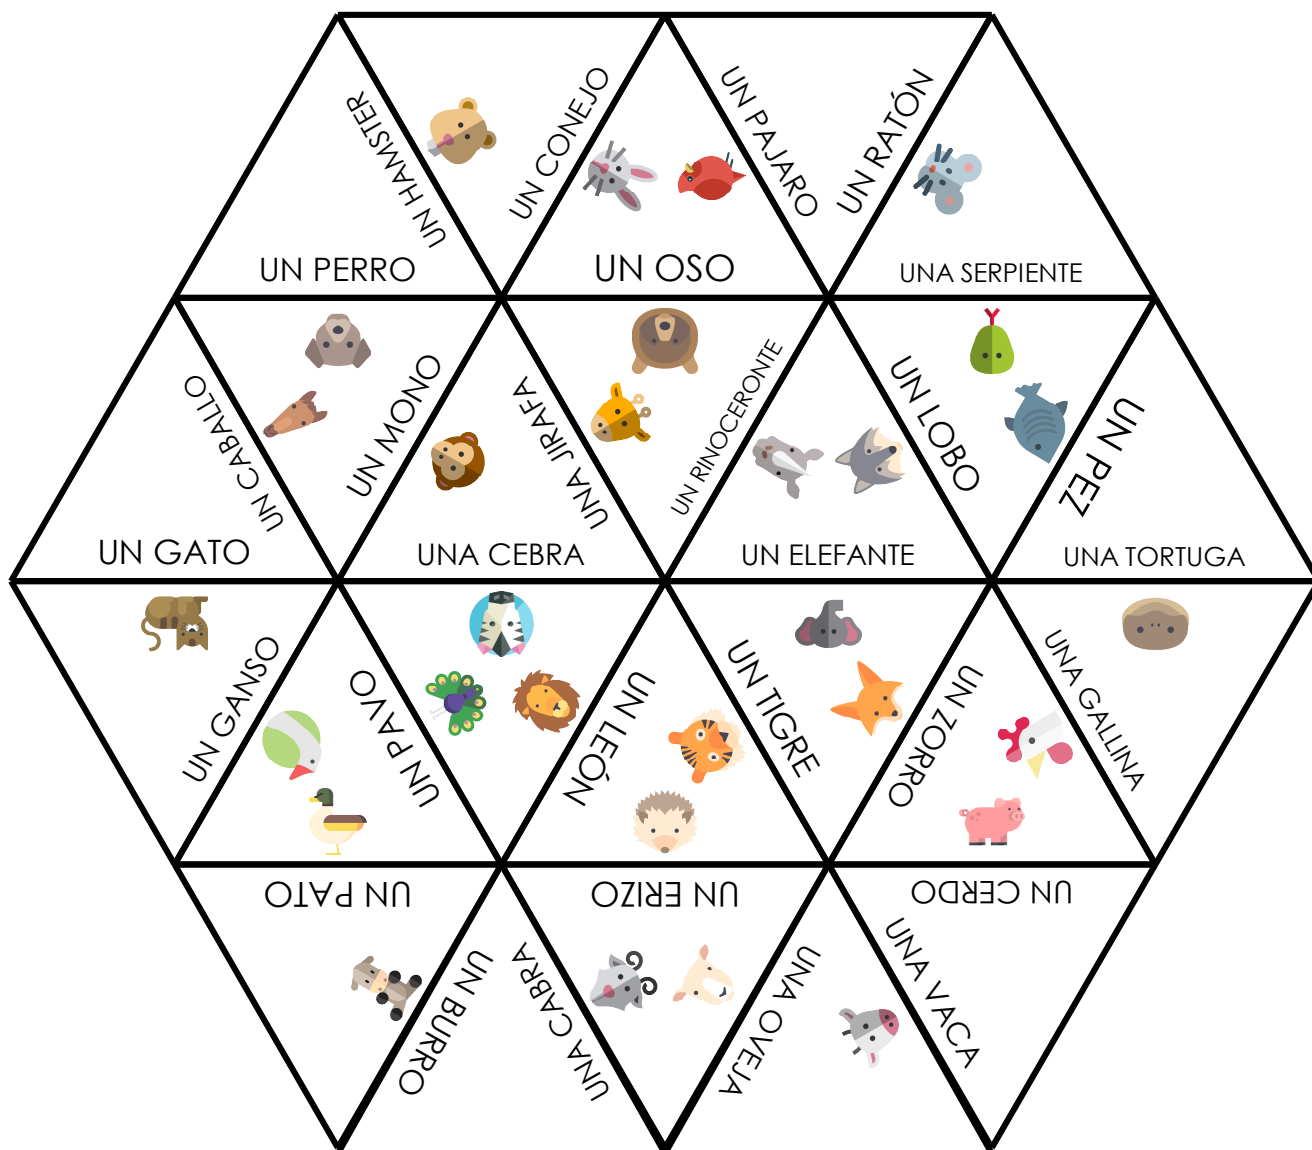 UN HAMSTER
UN CONEJO
UN PAJARO
UN RATÓN
UN PERRO
UN OSO
UNA SERPIENTE
UN CABALLO
UN MONO
UNA JIRAFA
UN RINOCERONTE
UN LOBO
UN PEZ
UN GATO
UNA CEBRA
UN ELEFANTE
UNA TORTUGA
UN GANSO
UN PAVO
UN LEÓN
UN TIGRE
UN ZORRO
UNA GALLINA
UN PATO
UN ERIZO
UN CERDO
UN BURRO
UNA CABRA
UNA OVEJA
UNA VACA